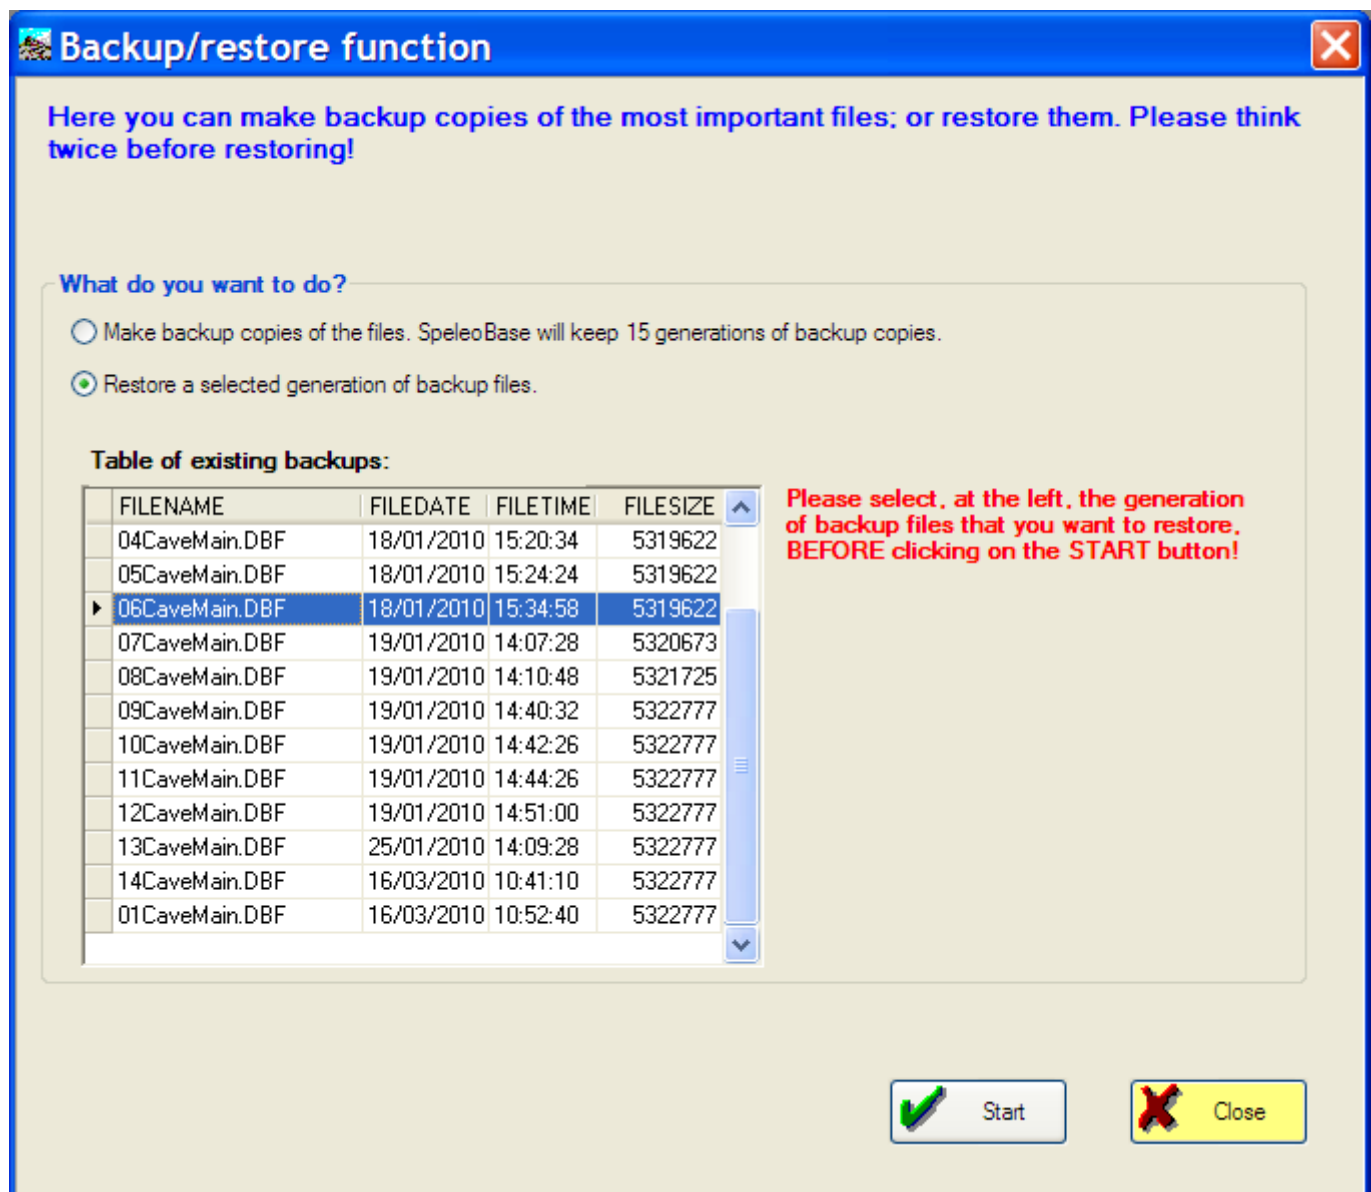 Backup/restore function
Here you can make backup copies of the most important files; or restore them. Please think
twice before restoring!
What do you want to do?
Make backup copies of the files. SpeleoBase will keep 15 generations of backup copies.
Restore a selected generation of backup files.
Table of existing backups:
FILENAME FILEDATE FILETIME FILESIZE
04CaveMain.DBF 18/01/2010 15:20:34 5319622
05CaveMain.DBF 18/01/2010 15:24:24 5319622
06CaveMain.DBF 18/01/2010 15:34:58 5319622
07CaveMain.DBF 19/01/2010 14:07:28 5320673
08CaveMain.DBF 19/01/2010 14:10:48 5321725
09CaveMain.DBF 19/01/2010 14:40:32 5322777
10CaveMain.DBF 19/01/2010 14:42:26 5322777
11CaveMain.DBF 19/01/2010 14:44:26 5322777
12CaveMain.DBF 19/01/2010 14:51:00 5322777
13CaveMain.DBF 25/01/2010 14:09:28 5322777
14CaveMain.DBF 16/03/2010 10:41:10 5322777
01CaveMain.DBF 16/03/2010 10:52:40 5322777
Please select, at the left, the generation
of backup files that you want to restore,
BEFORE clicking on the START button!
Start
Close